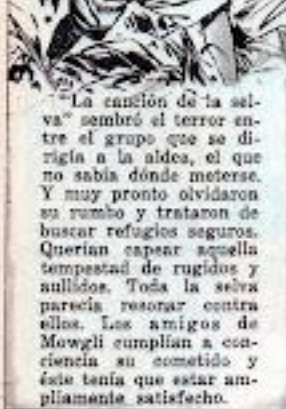 "La canción de la sel-
va" sembró el terror en-
tre el grupo que se di-
rigía a la aldea, el que
no sabía dónde meterse.
Y muy pronto olvidaron
su rumbo y trataron de
buscar refugios seguros.
Querían capear aquella
tempestad de rugidos y
aullidos. Toda la selva
parecía resonar contra
ellos. Los amigos de
Mowgli cumplían a con-
ciencia su cometido y
éste tenía que estar am-
pliamente satisfecho.